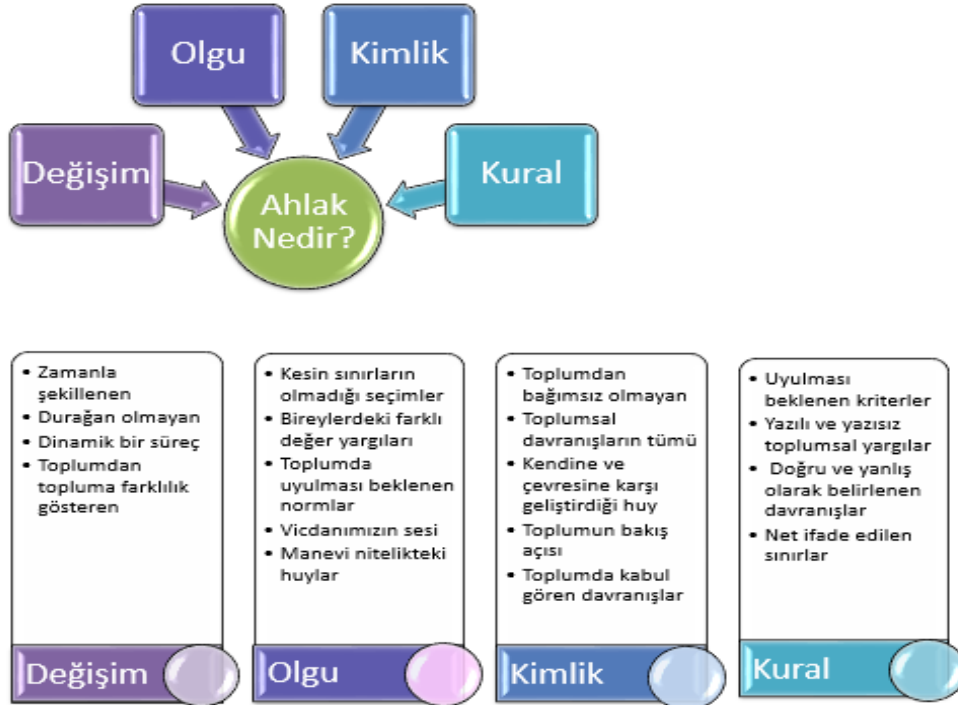 Olgu
Kimlik
Değişim
Kural
Ahlak
Nedir?
• Zamanla
şekillenen
• Durağan olmayan
• Dinamik bir süreç
• Toplumdan
topluma farklılık
gösteren
Değişim
• Kesin sınırların
olmadığı seçimler
• Bireylerdeki farklı
değer yargıları
• Toplumda
uyulması beklenen
normlar
• Vicdanımızın sesi
• Manevi nitelikteki
huylar
Olgu
• Toplumdan
bağımsız olmayan
• Toplumsal
davranışların tümü
• Kendine ve
çevresine karşı
geliştirdiği huy
• Toplumun bakış
açısı
• Toplumda kabul
gören davranışlar
Kimlik
• Uyulması
beklenen kriterler
• Yazılı ve yazısız
toplumsal yargılar
• Doğru ve yanlış
olarak belirlenen
davranışlar
• Net ifade edilen
sınırlar
Kural